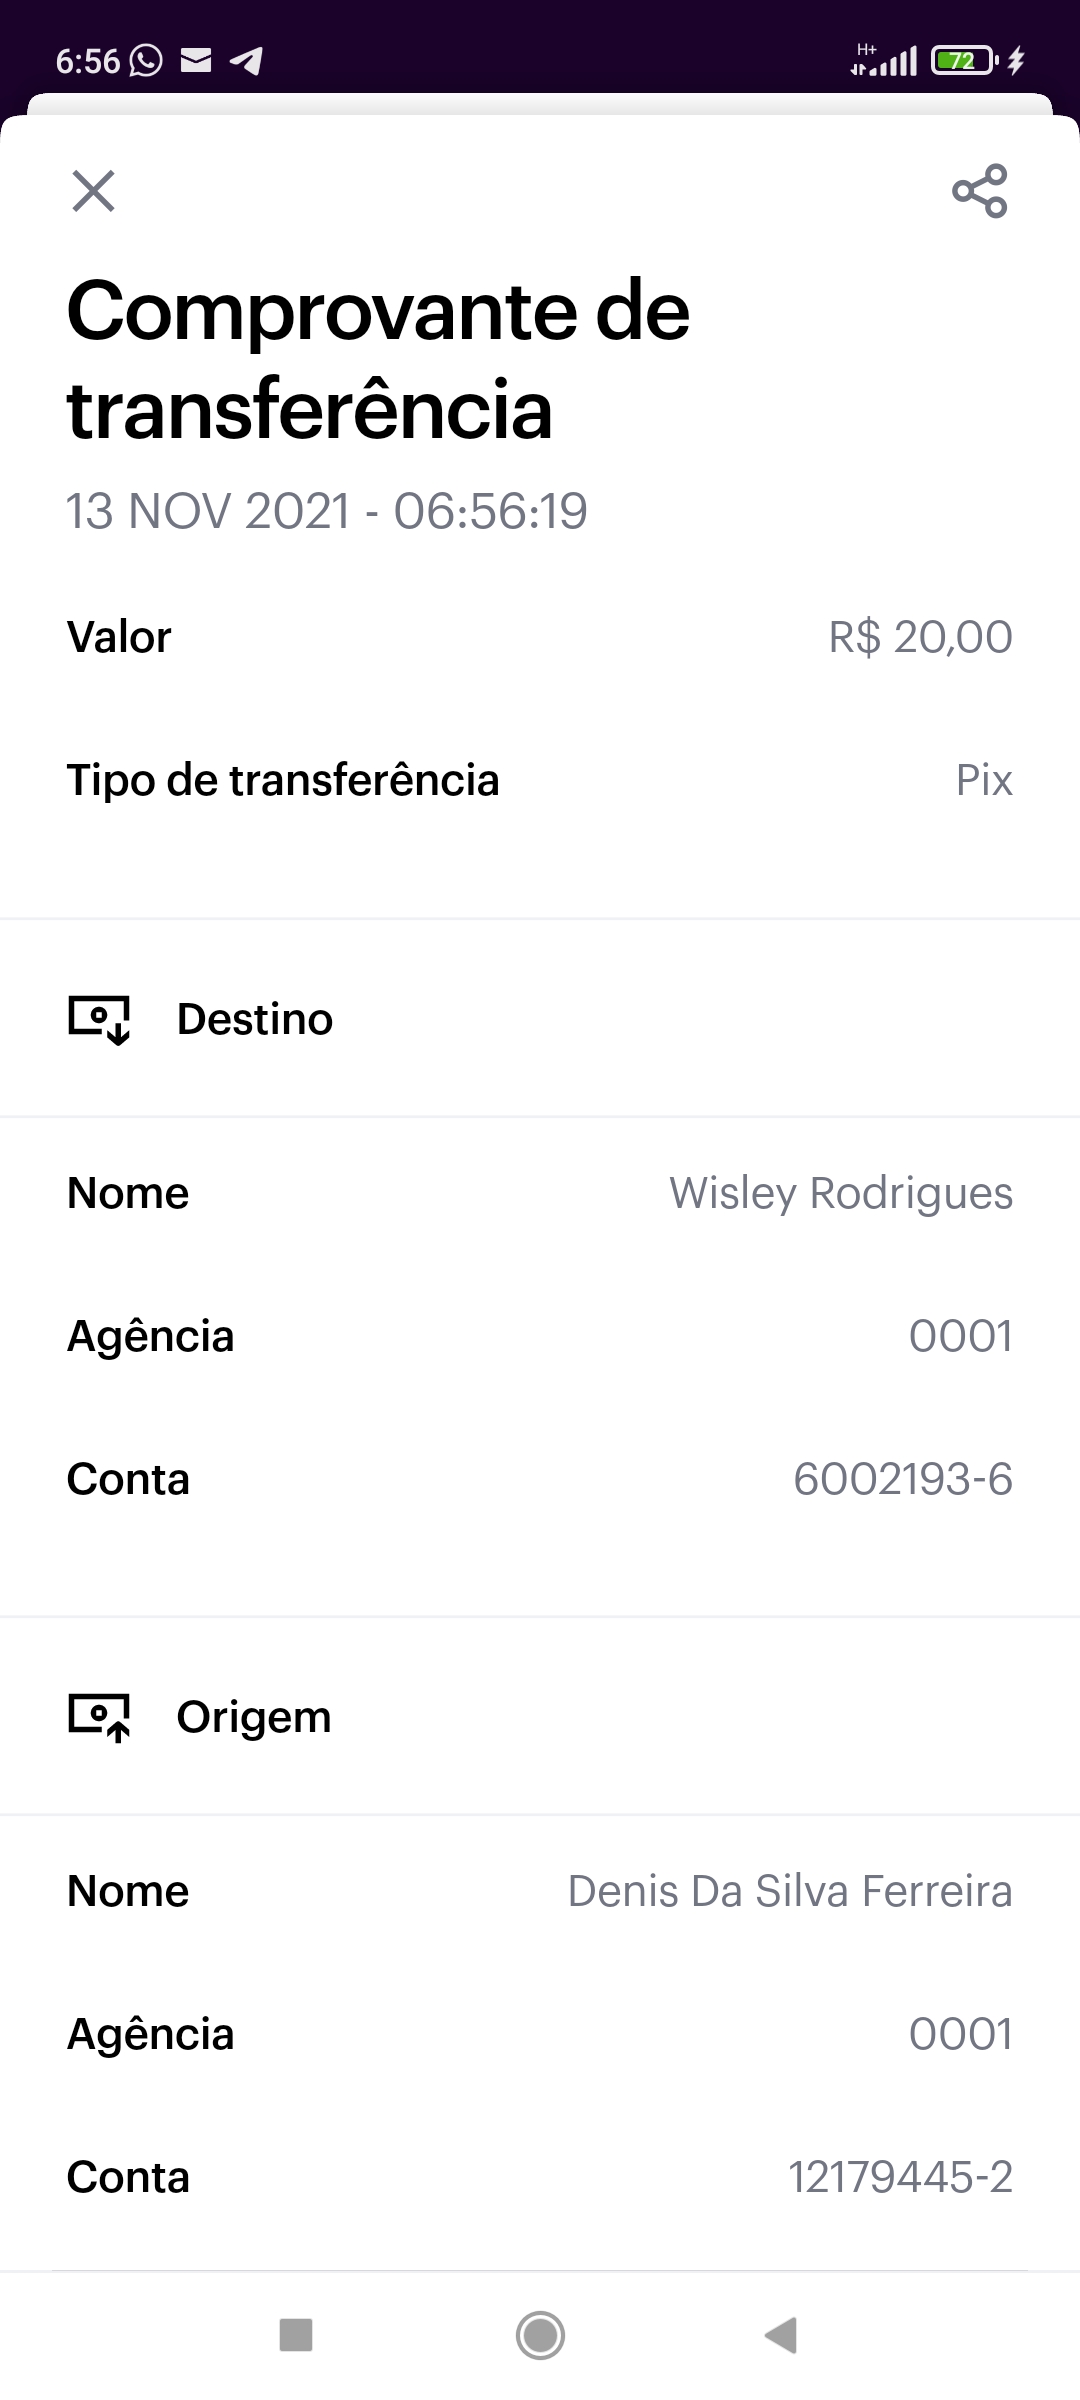 6:56
H+
72
Comprovante de
transferência
13 NOV 2021 - 06:56:19
Valor R$ 20,00
Tipo de transferência Pix
Destino
Nome Wisley Rodrigues
Agência 0001
Conta 6002193-6
Origem
Nome Denis Da Silva Ferreira
Agência 0001
Conta 12179445-2